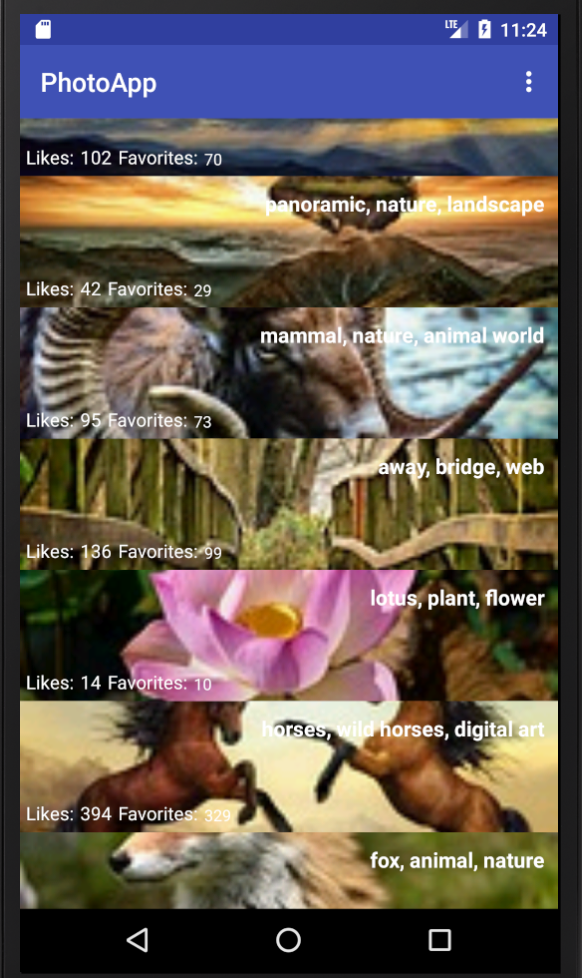 LTE 11:24
PhotoApp
Likes: 102 Favorites: 70
panoramic, nature, landscape
Likes: 42 Favorites: 29
mammal, nature, animal world
Likes: 95 Favorites: 73
away, bridge, web
Likes: 136 Favorites: 99
lotus, plant, flower
Likes: 14 Favorites: 10
horses, wild horses, digital art
Likes: 394 Favorites: 329
fox, animal, nature